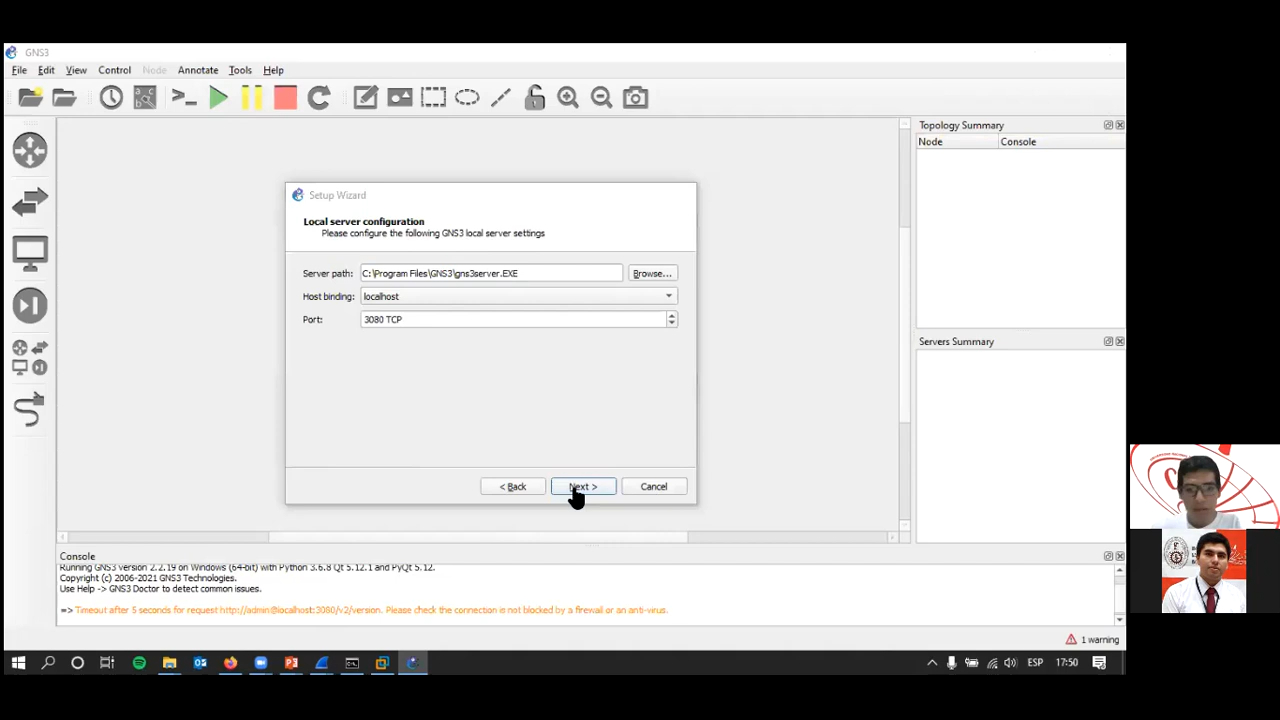 GNS3
File Edit View Control Node Annotate Tools Help
Topology Summary
Node Console
Setup Wizard
Local server configuration
Please configure the following GNS3 local server settings
Server path: C:\Program Files\GNS3\gns3server.EXE Browse...
Host binding: localhost
Port: 3080 TCP
Servers Summary
< Back Next > Cancel
Console
Running GNS3 version 2.2.19 on Windows (64-bit) with Python 3.6.8 Qt 5.12.1 and PyQt 5.12.
Copyright (c) 2006-2021 GNS3 Technologies.
Use Help -> GNS3 Doctor to detect common issues.
=> Timeout after 5 seconds for request http://admin@localhost:3080/v2/version. Please check the connection is not blocked by a firewall or an anti-virus.
1 warning
ESP 17:50